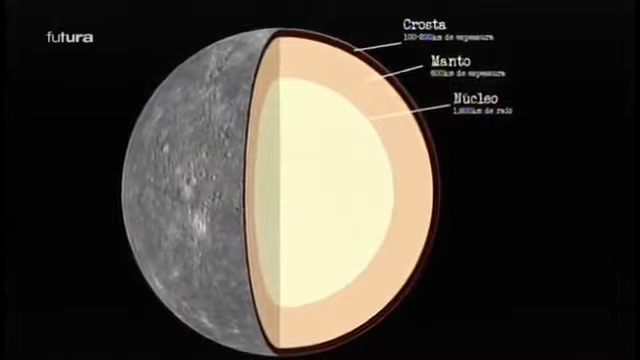 futura
Crosta
100-200km de espessura
Manto
600km de espessura
Núcleo
1.800km de raio